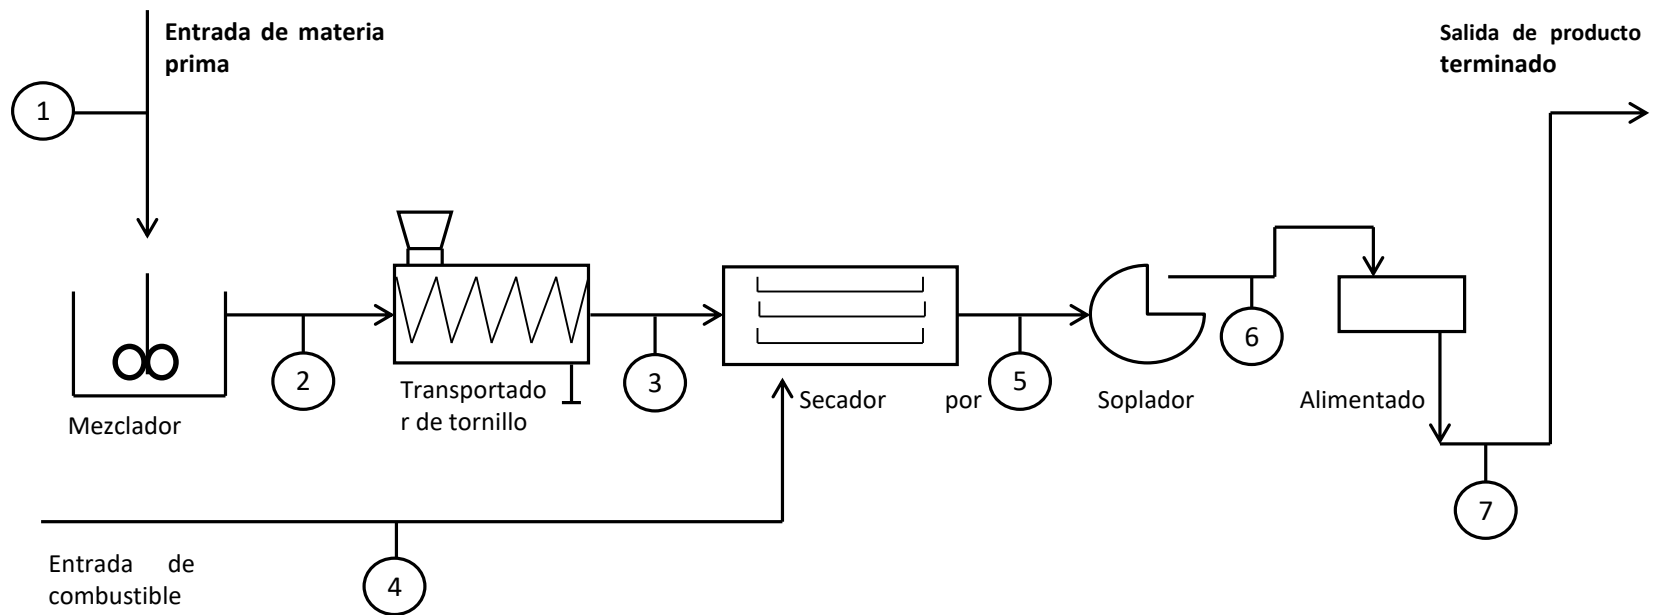 Entrada de materia
prima
Salida de producto
terminado
1
2
3
5
6
Transportado
r de tornillo
Secador por
Soplador
Alimentado
Mezclador
7
Entrada de
combustible
4